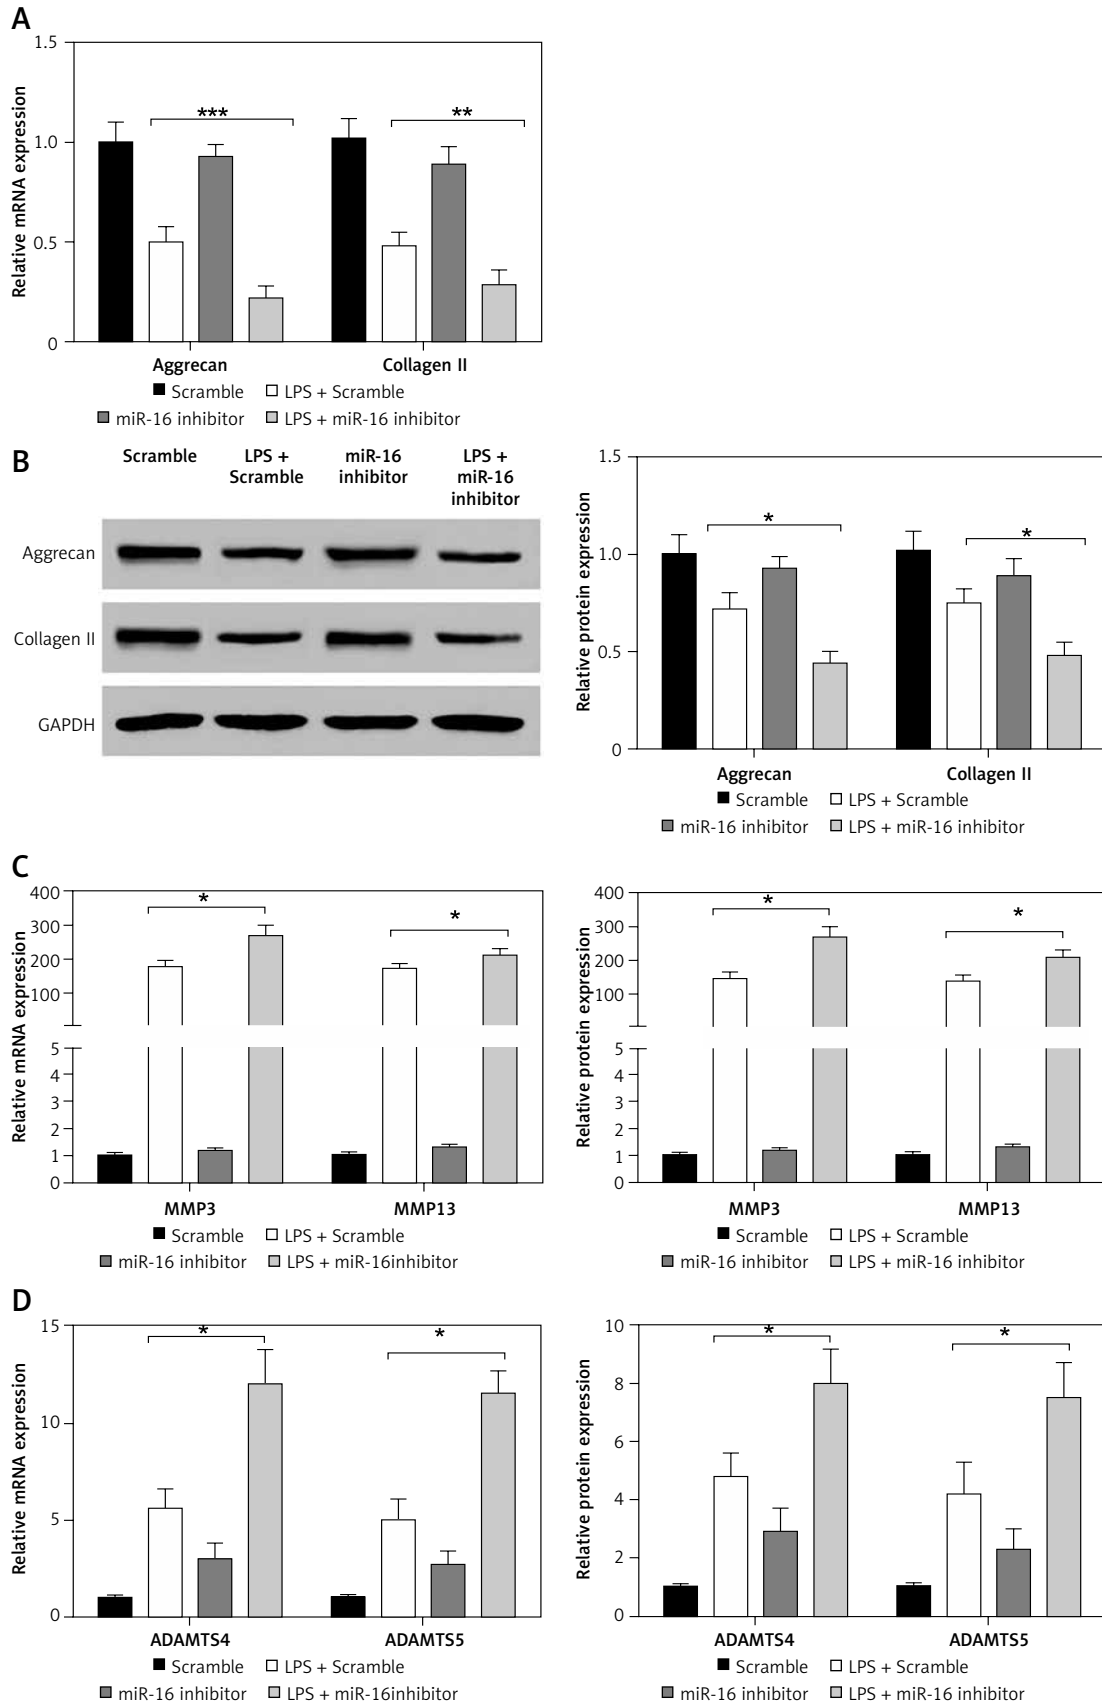 A
Relative mRNA expression
1.5
1.0
0.5
0
***
**
Aggrecan Collagen II
Scramble LPS + Scramble
miR-16 inhibitor LPS + miR-16 inhibitor
B
Scramble LPS + Scramble miR-16 inhibitor LPS + miR-16 inhibitor
Aggrecan
Collagen II
GAPDH
Relative protein expression
1.5
1.0
0.5
0
*
*
Aggrecan Collagen II
Scramble LPS + Scramble
miR-16 inhibitor LPS + miR-16 inhibitor
C
Relative mRNA expression
400
300
200
100
5
4
3
2
1
0
*
*
MMP3 MMP13
Scramble LPS + Scramble
miR-16 inhibitor LPS + miR-16inhibitor
Relative protein expression
400
300
200
100
5
4
3
2
1
0
*
*
MMP3 MMP13
Scramble LPS + Scramble
miR-16 inhibitor LPS + miR-16 inhibitor
D
Relative mRNA expression
15
10
5
0
*
*
ADAMTS4 ADAMTS5
Scramble LPS + Scramble
miR-16 inhibitor LPS + miR-16inhibitor
Relative protein expression
10
8
6
4
2
0
*
*
ADAMTS4 ADAMTS5
Scramble LPS + Scramble
miR-16 inhibitor LPS + miR-16 inhibitor